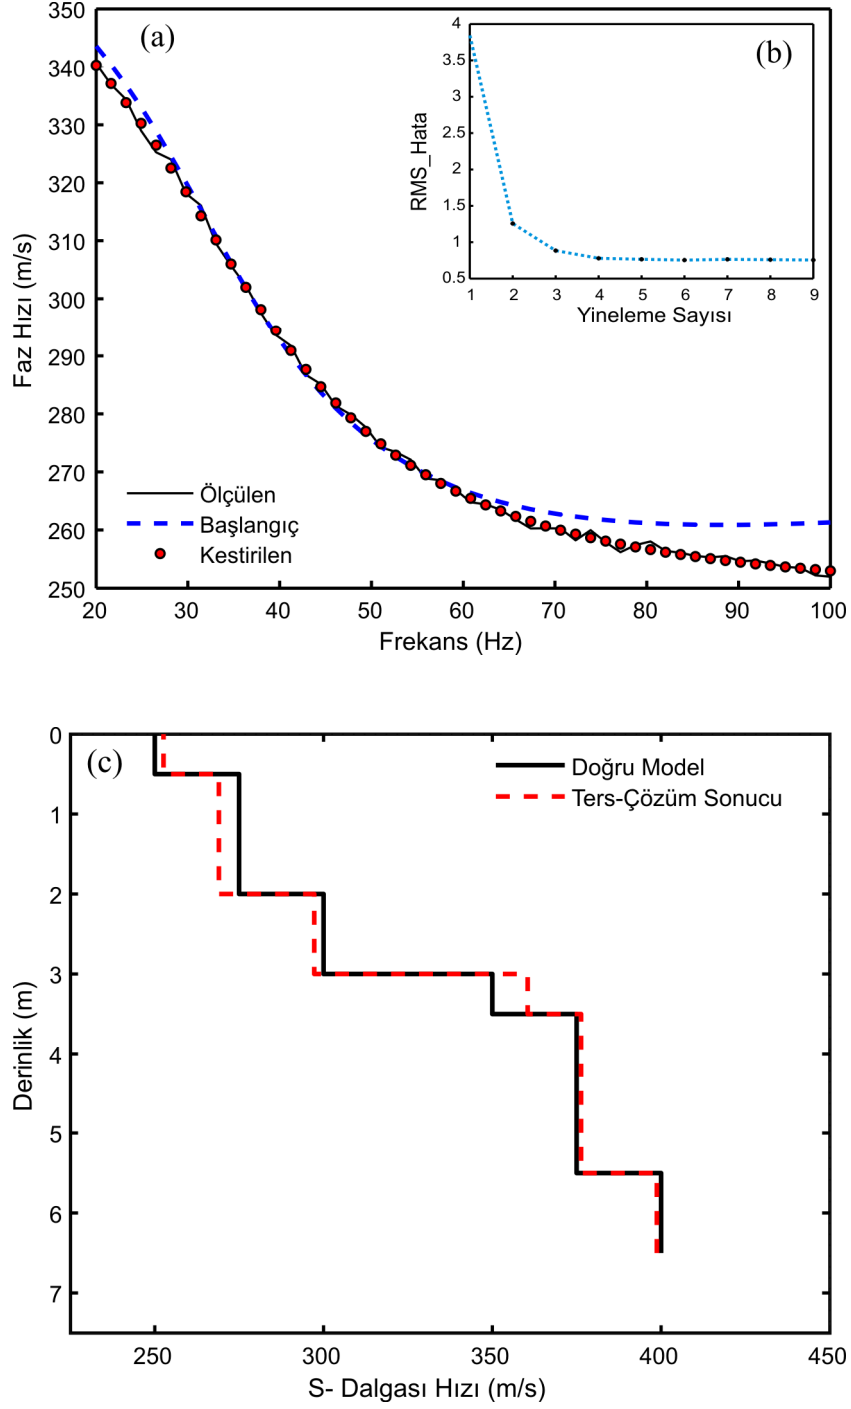 350
340
330
320
310
300
290
280
270
260
250
Faz Hızı (m/s)
(a)
Ölçülen
Başlangıç
Kestirilen
20 30 40 50 60 70 80 90 100
Frekans (Hz)
(b)
4
3.5
3
2.5
2
1.5
1
0.5
RMS_Hata
1 2 3 4 5 6 7 8 9
Yineleme Sayısı
(c)
Doğru Model
Ters-Çözüm Sonucu
0
1
2
3
4
5
6
7
Derinlik (m)
250 300 350 400 450
S- Dalgası Hızı (m/s)